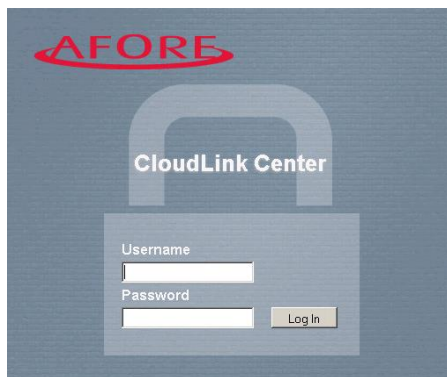 AFORE
CloudLink Center
Username
Password
Log In